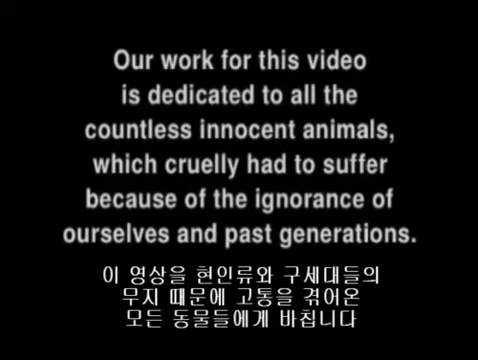 Our work for this video
is dedicated to all the
countless innocent animals,
which cruelly had to suffer
because of the ignorance of
ourselves and past generations.
이 영상을 현인류와 구세대들의
무지 때문에 고통을 겪어온
모든 동물들에게 바칩니다